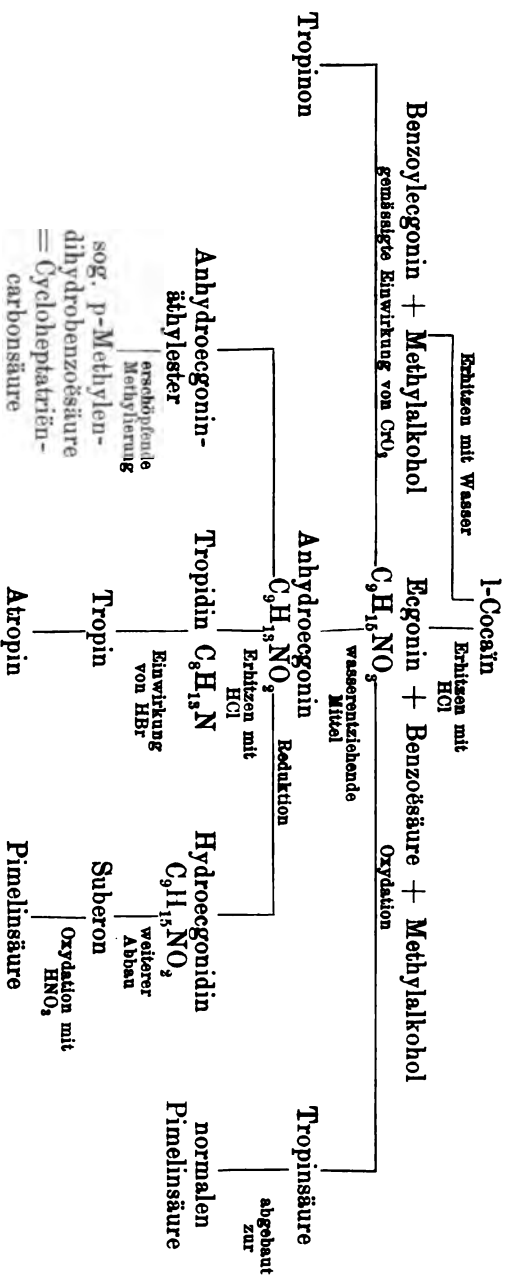 l-Cocaïn
Erhitzen mit Wasser
Erhitzen mit
HCl
Benzoylecgonin + Methylalkohol
Ecgonin + Benzoësäure + Methylalkohol
C₉H₁₅NO₃
gemässigte Einwirkung von CrO₃
wasserentziehende
Mittel
Oxydation
Tropinon
Anhydroecgonin
C₉H₁₃NO₂
Tropinsäure
Erhitzen mit
HCl
Reduktion
abgebaut
zur
Anhydroecgonin-
äthylester
Tropidin C₈H₁₃N
Hydroecgonidin
C₉H₁₅NO₂
normalen
Pimelinsäure
erschöpfende
Methylierung
Einwirkung
von HBr
weiterer
Abbau
sog. p-Methylen-
dihydrobenzoësäure
= Cycloheptatriën-
carbonsäure
Tropin
Suberon
Oxydation mit
HNO₃
Atropin
Pimelinsäure